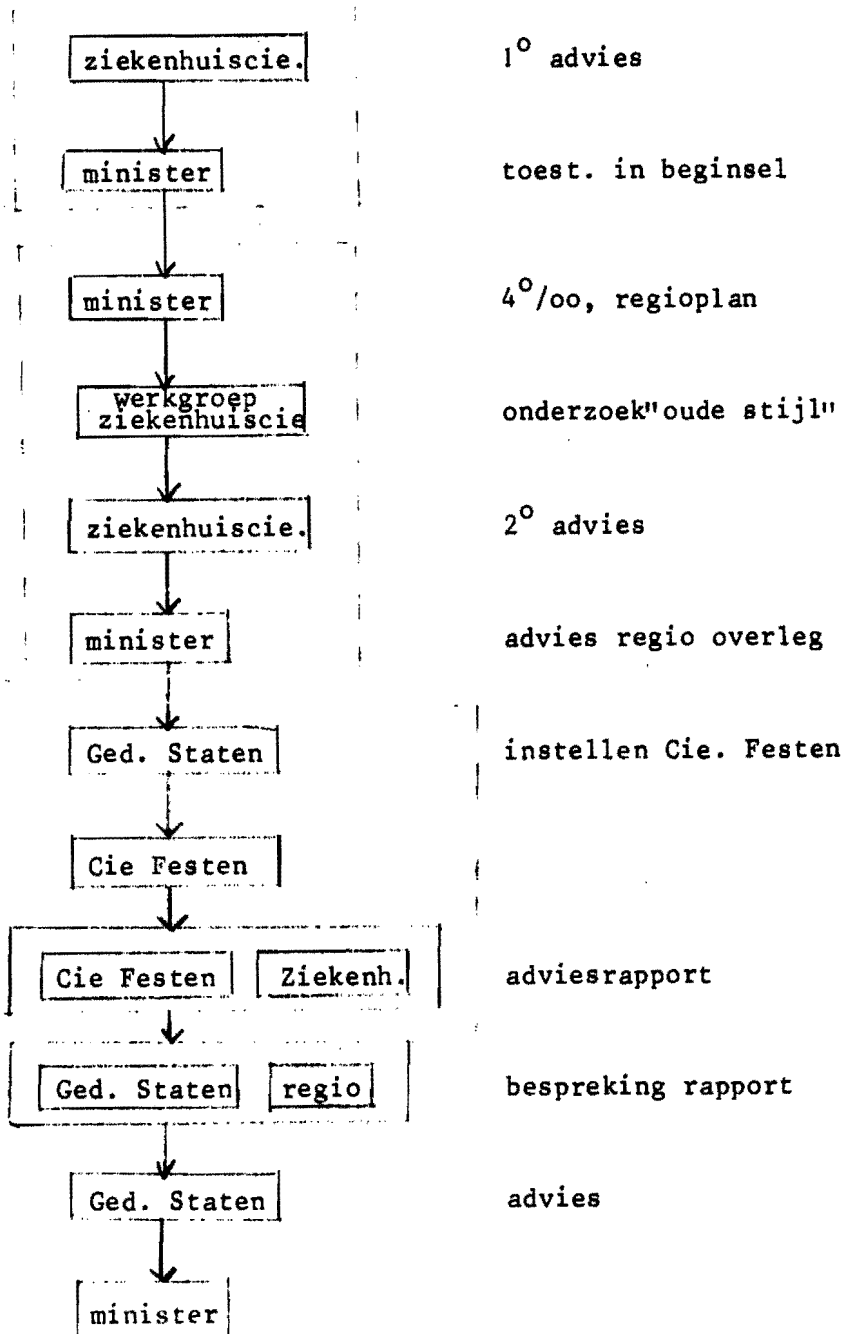 ziekenhuiscie. 1° advies
minister toest. in beginsel
minister 4°/oo, regioplan
werkgroep
ziekenhuiscie onderzoek"oude stijl"
ziekenhuiscie. 2° advies
minister advies regio overleg
Ged. Staten instellen Cie. Festen
Cie Festen
Cie Festen Ziekenh. adviesrapport
Ged. Staten regio bespreking rapport
Ged. Staten advies
minister